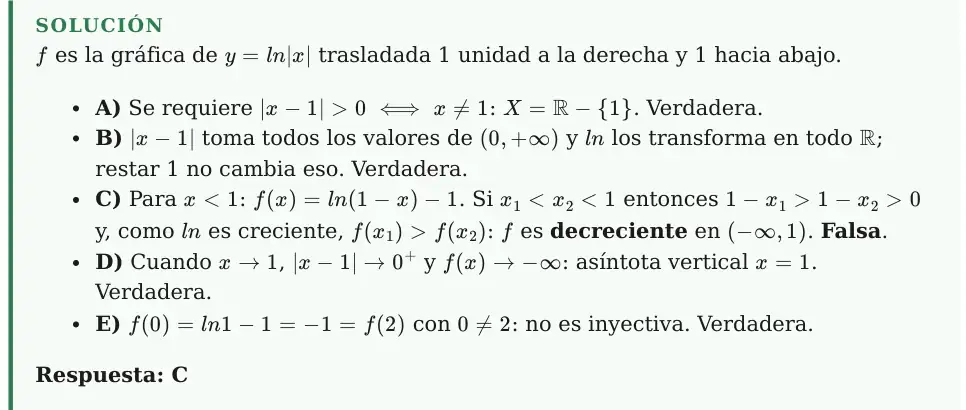 SOLUCIÓN
f es la gráfica de y = ln|x| trasladada 1 unidad a la derecha y 1 hacia abajo.
• A) Se requiere |x − 1| > 0 ⟺ x ≠ 1: X = ℝ − {1}. Verdadera.
• B) |x − 1| toma todos los valores de (0, +∞) y ln los transforma en todo ℝ;
restar 1 no cambia eso. Verdadera.
• C) Para x < 1: f(x) = ln(1 − x) − 1. Si x₁ < x₂ < 1 entonces 1 − x₁ > 1 − x₂ > 0
y, como ln es creciente, f(x₁) > f(x₂): f es decreciente en (−∞, 1). Falsa.
• D) Cuando x → 1, |x − 1| → 0⁺ y f(x) → −∞: asíntota vertical x = 1.
Verdadera.
• E) f(0) = ln1 − 1 = −1 = f(2) con 0 ≠ 2: no es inyectiva. Verdadera.
Respuesta: C